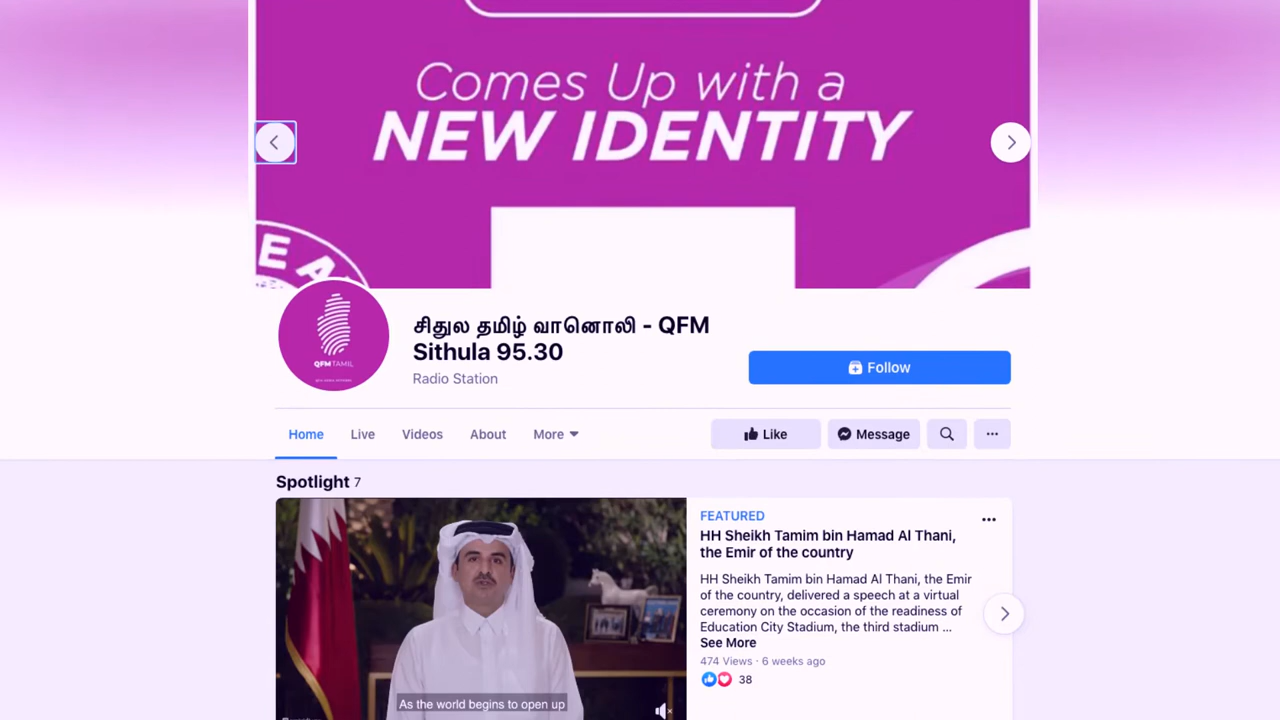 Comes Up with a
NEW IDENTITY
EA
QFM TAMIL
சிதுல தமிழ் வானொலி - QFM
Sithula 95.30
Radio Station
Follow
Home Live Videos About More
Like Message
Spotlight 7
FEATURED
HH Sheikh Tamim bin Hamad Al Thani,
the Emir of the country
HH Sheikh Tamim bin Hamad Al Thani, the Emir
of the country, delivered a speech at a virtual
ceremony on the occasion of the readiness of
Education City Stadium, the third stadium ...
See More
474 Views · 6 weeks ago
38
As the world begins to open up